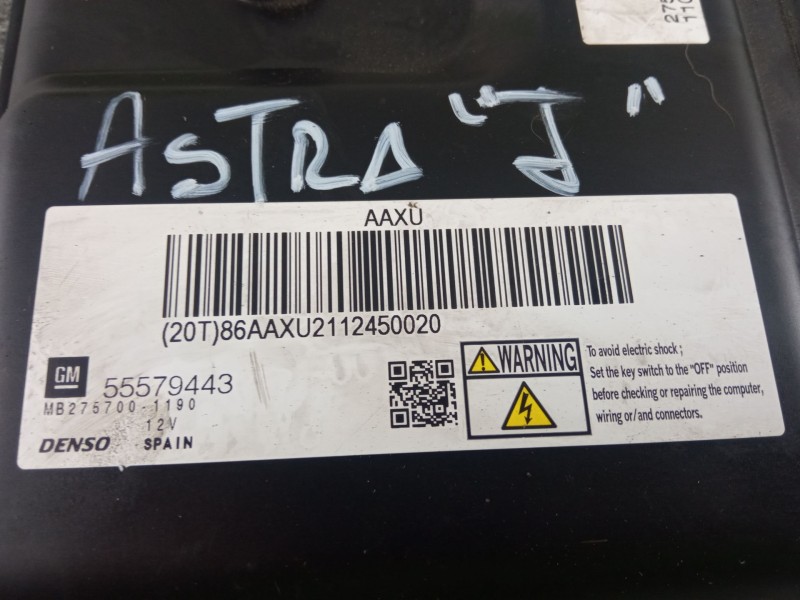 ASTRA "J"
AAXU
(20T)86AAXU2112450020
GM 55579443
MB275700-1190
12V
DENSO SPAIN
WARNING
To avoid electric shock ;
Set the key switch to the "OFF" position
before checking or repairing the computer,
wiring or/and connectors.